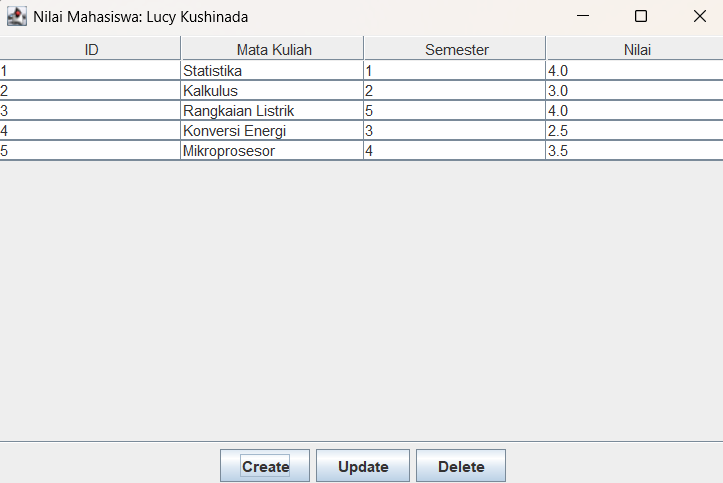 Nilai Mahasiswa: Lucy Kushinada
ID Mata Kuliah Semester Nilai
1 Statistika 1 4.0
2 Kalkulus 2 3.0
3 Rangkaian Listrik 5 4.0
4 Konversi Energi 3 2.5
5 Mikroprosesor 4 3.5
Create Update Delete